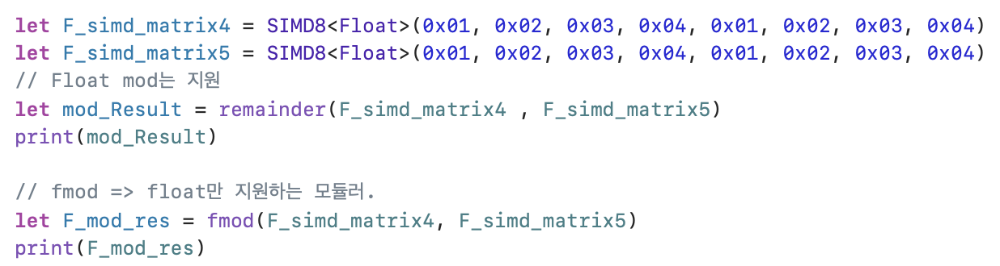 let F_simd_matrix4 = SIMD8<Float>(0x01, 0x02, 0x03, 0x04, 0x01, 0x02, 0x03, 0x04)
let F_simd_matrix5 = SIMD8<Float>(0x01, 0x02, 0x03, 0x04, 0x01, 0x02, 0x03, 0x04)
// Float mod는 지원
let mod_Result = remainder(F_simd_matrix4 , F_simd_matrix5)
print(mod_Result)

// fmod => float만 지원하는 모듈러.
let F_mod_res = fmod(F_simd_matrix4, F_simd_matrix5)
print(F_mod_res)